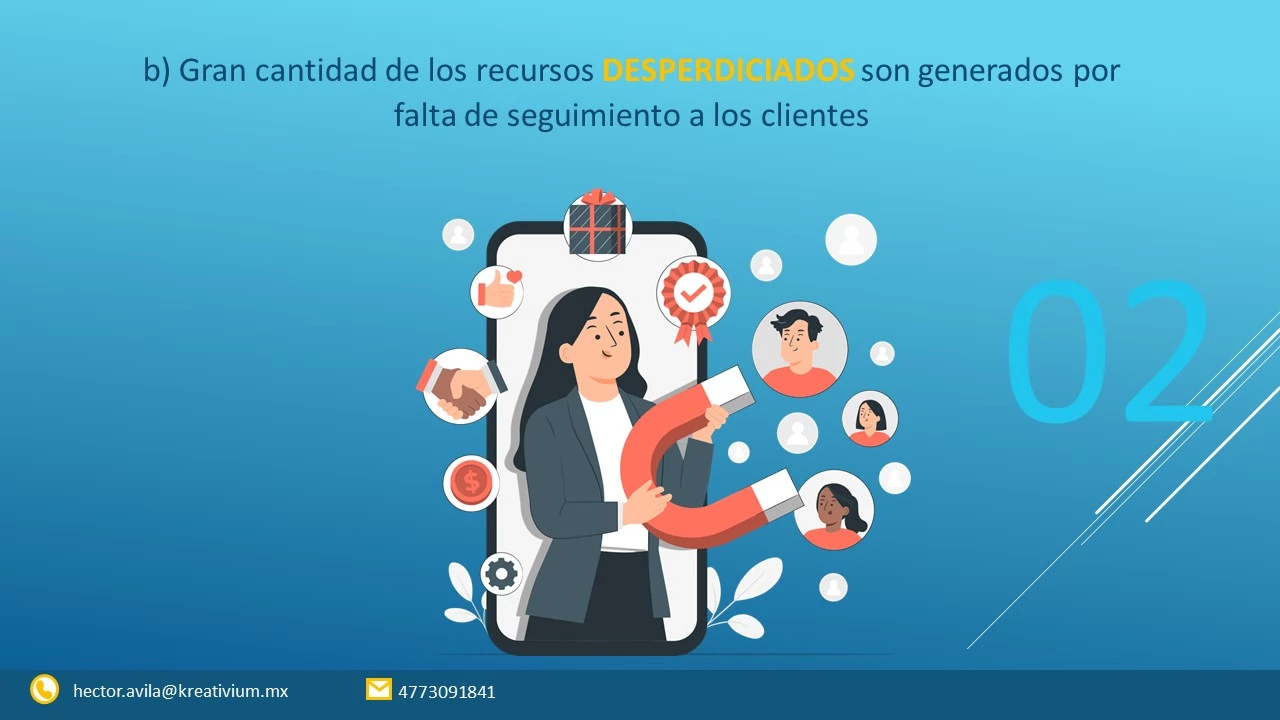 b) Gran cantidad de los recursos DESPERDICIADOS son generados por
falta de seguimiento a los clientes
02
$
hector.avila@kreativium.mx
4773091841